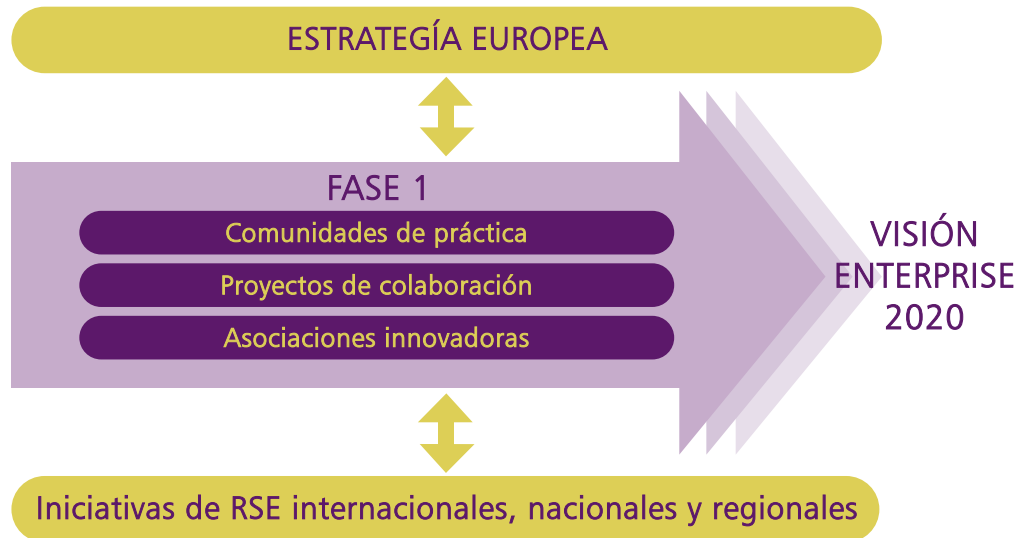 ESTRATEGÍA EUROPEA
FASE 1
Comunidades de práctica
Proyectos de colaboración
Asociaciones innovadoras
VISIÓN
ENTERPRISE
2020
Iniciativas de RSE internacionales, nacionales y regionales